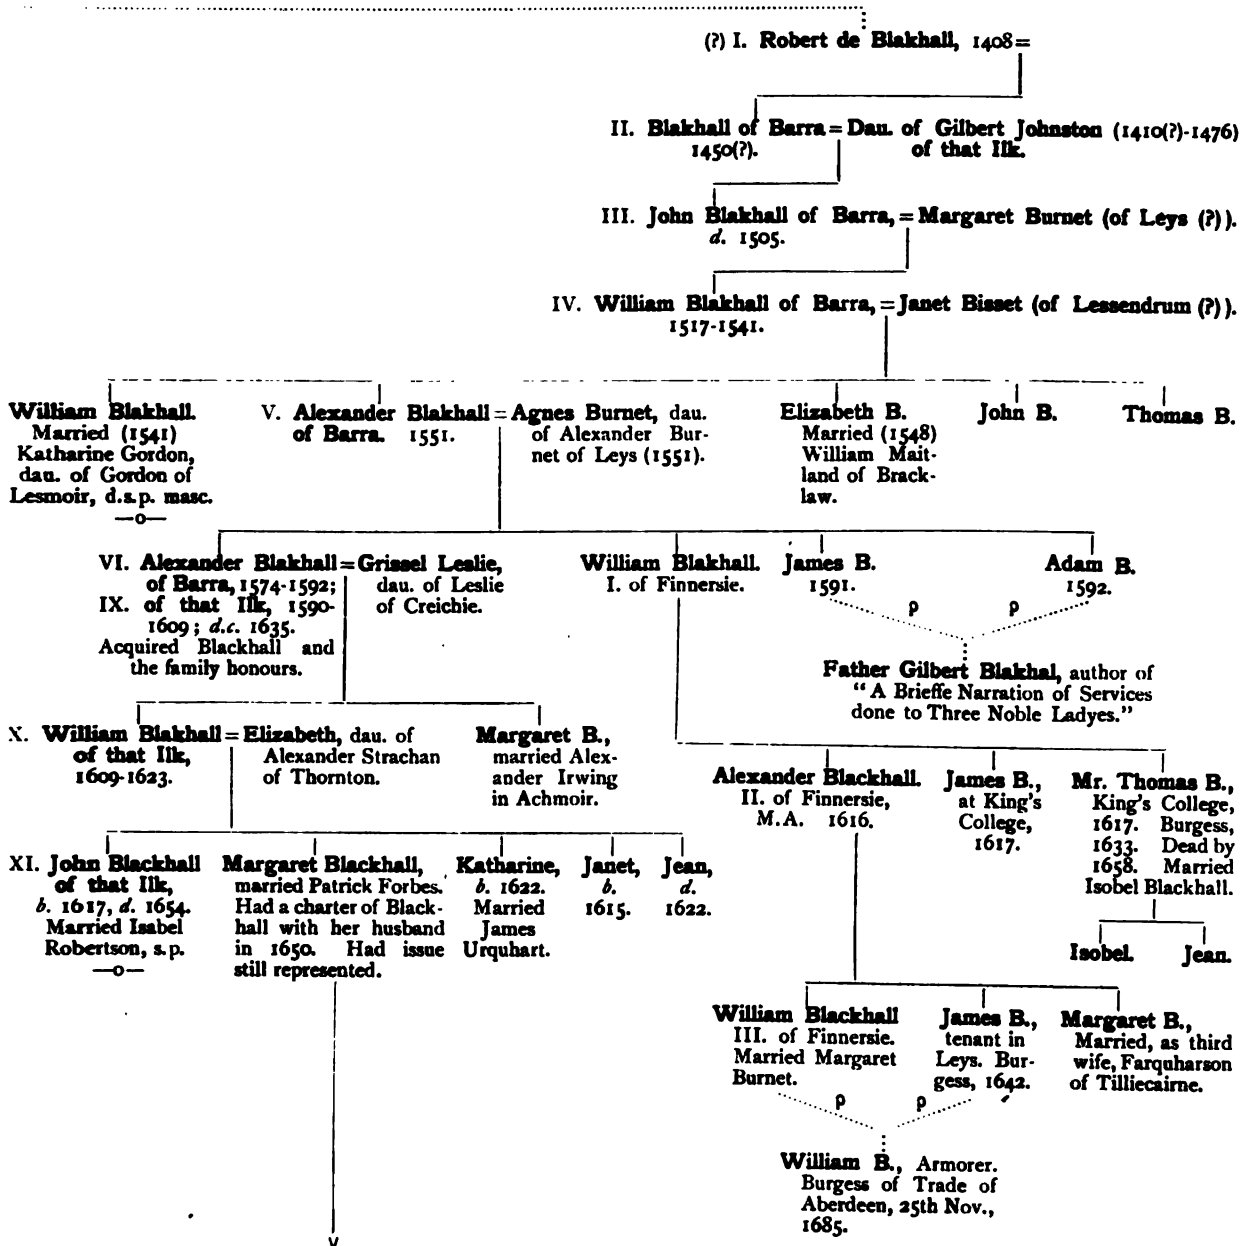 (?) I. Robert de Blakhall, 1408=
II. Blakhall of Barra = Dau. of Gilbert Johnston (1410(?)-1476)
1450(?). of that Ilk.
III. John Blakhall of Barra, = Margaret Burnet (of Leys (?)).
d. 1505.
IV. William Blakhall of Barra, = Janet Bisset (of Lessendrum (?)).
1517-1541.
William Blakhall.
Married (1541)
Katharine Gordon,
dau. of Gordon of
Lesmoir, d.s.p. masc.
—o—
V. Alexander Blakhall = Agnes Burnet, dau.
of Barra. 1551. of Alexander Bur-
net of Leys (1551).
Elizabeth B.
Married (1548)
William Mait-
land of Brack-
law.
John B.
Thomas B.
VI. Alexander Blakhall = Grissel Leslie,
of Barra, 1574-1592; dau. of Leslie
IX. of that Ilk, 1590- of Creichie.
1609; d.c. 1635.
Acquired Blackhall and
the family honours.
William Blakhall.
I. of Finnersie.
James B.
1591.
Adam B.
1592.
? ?
Father Gilbert Blakhal, author of
"A Brieffe Narration of Services
done to Three Noble Ladyes."
X. William Blakhall = Elizabeth, dau. of
of that Ilk, Alexander Strachan
1609-1623. of Thornton.
Margaret B.,
married Alex-
ander Irwing
in Achmoir.
Alexander Blackhall.
II. of Finnersie,
M.A. 1616.
James B.,
at King's
College,
1617.
Mr. Thomas B.,
King's College,
1617. Burgess,
1633. Dead by
1658. Married
Isobel Blackhall.
XI. John Blackhall
of that Ilk,
b. 1617, d. 1654.
Married Isabel
Robertson, s.p.
—o—
Margaret Blackhall,
married Patrick Forbes.
Had a charter of Black-
hall with her husband
in 1650. Had issue
still represented.
Katharine,
b. 1622.
Married
James
Urquhart.
Janet,
b.
1615.
Jean,
d.
1622.
Isobel.
Jean.
William Blackhall
III. of Finnersie.
Married Margaret
Burnet.
James B.,
tenant in
Leys. Bur-
gess, 1642.
Margaret B.,
Married, as third
wife, Farquharson
of Tilliecairne.
? ?
William B., Armorer.
Burgess of Trade of
Aberdeen, 25th Nov.,
1685.